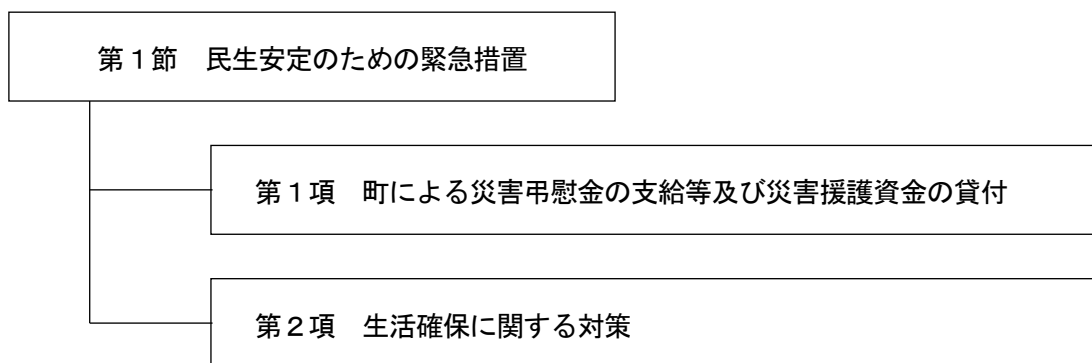 第１節　民生安定のための緊急措置
第１項　町による災害弔慰金の支給等及び災害援護資金の貸付
第２項　生活確保に関する対策